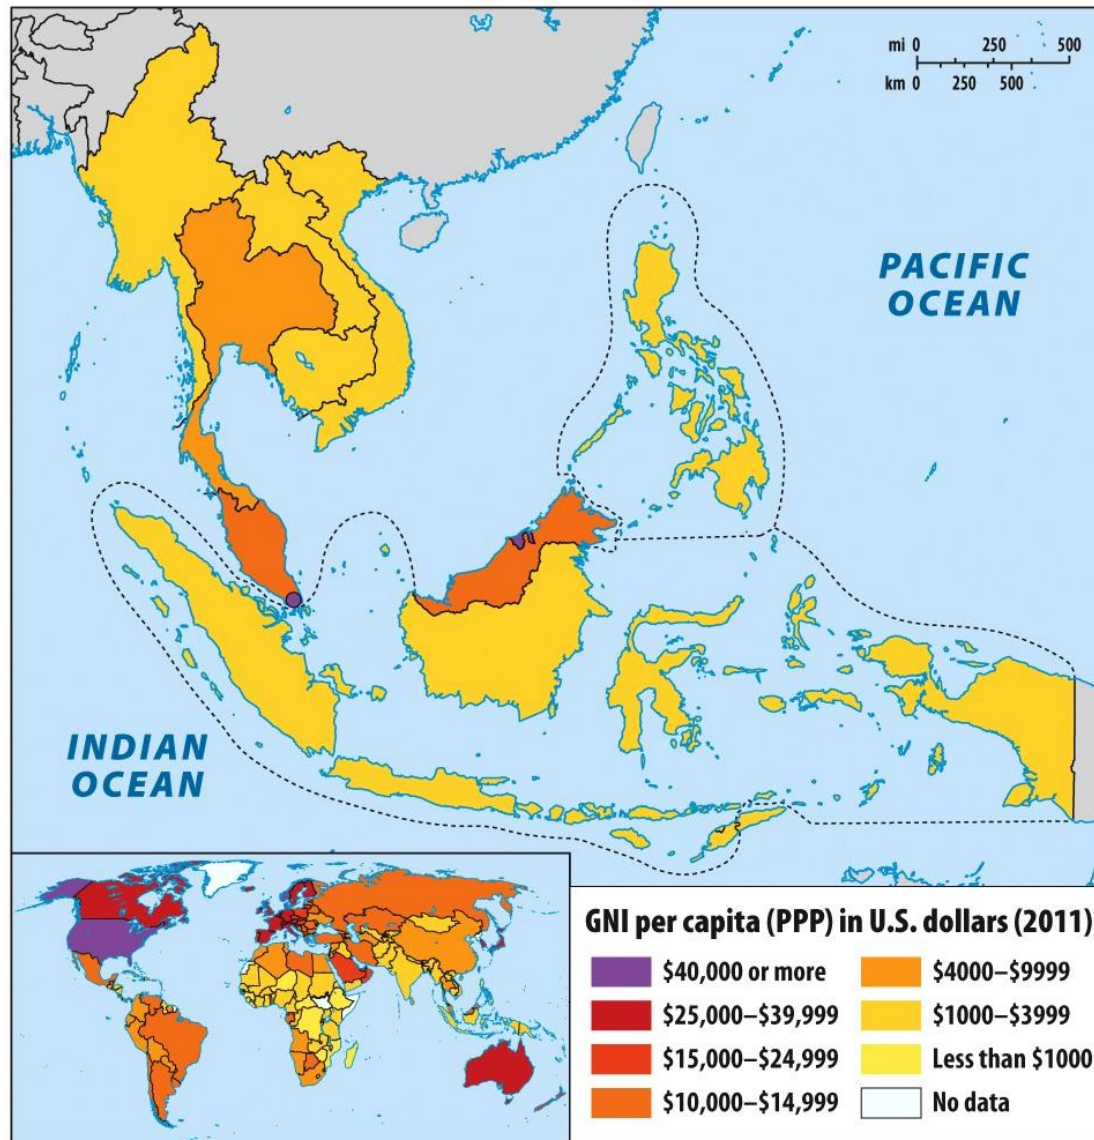 mi 0 250 500
km 0 250 500
PACIFIC
OCEAN
INDIAN
OCEAN
GNI per capita (PPP) in U.S. dollars (2011)
$40,000 or more
$25,000–$39,999
$15,000–$24,999
$10,000–$14,999
$4000–$9999
$1000–$3999
Less than $1000
No data